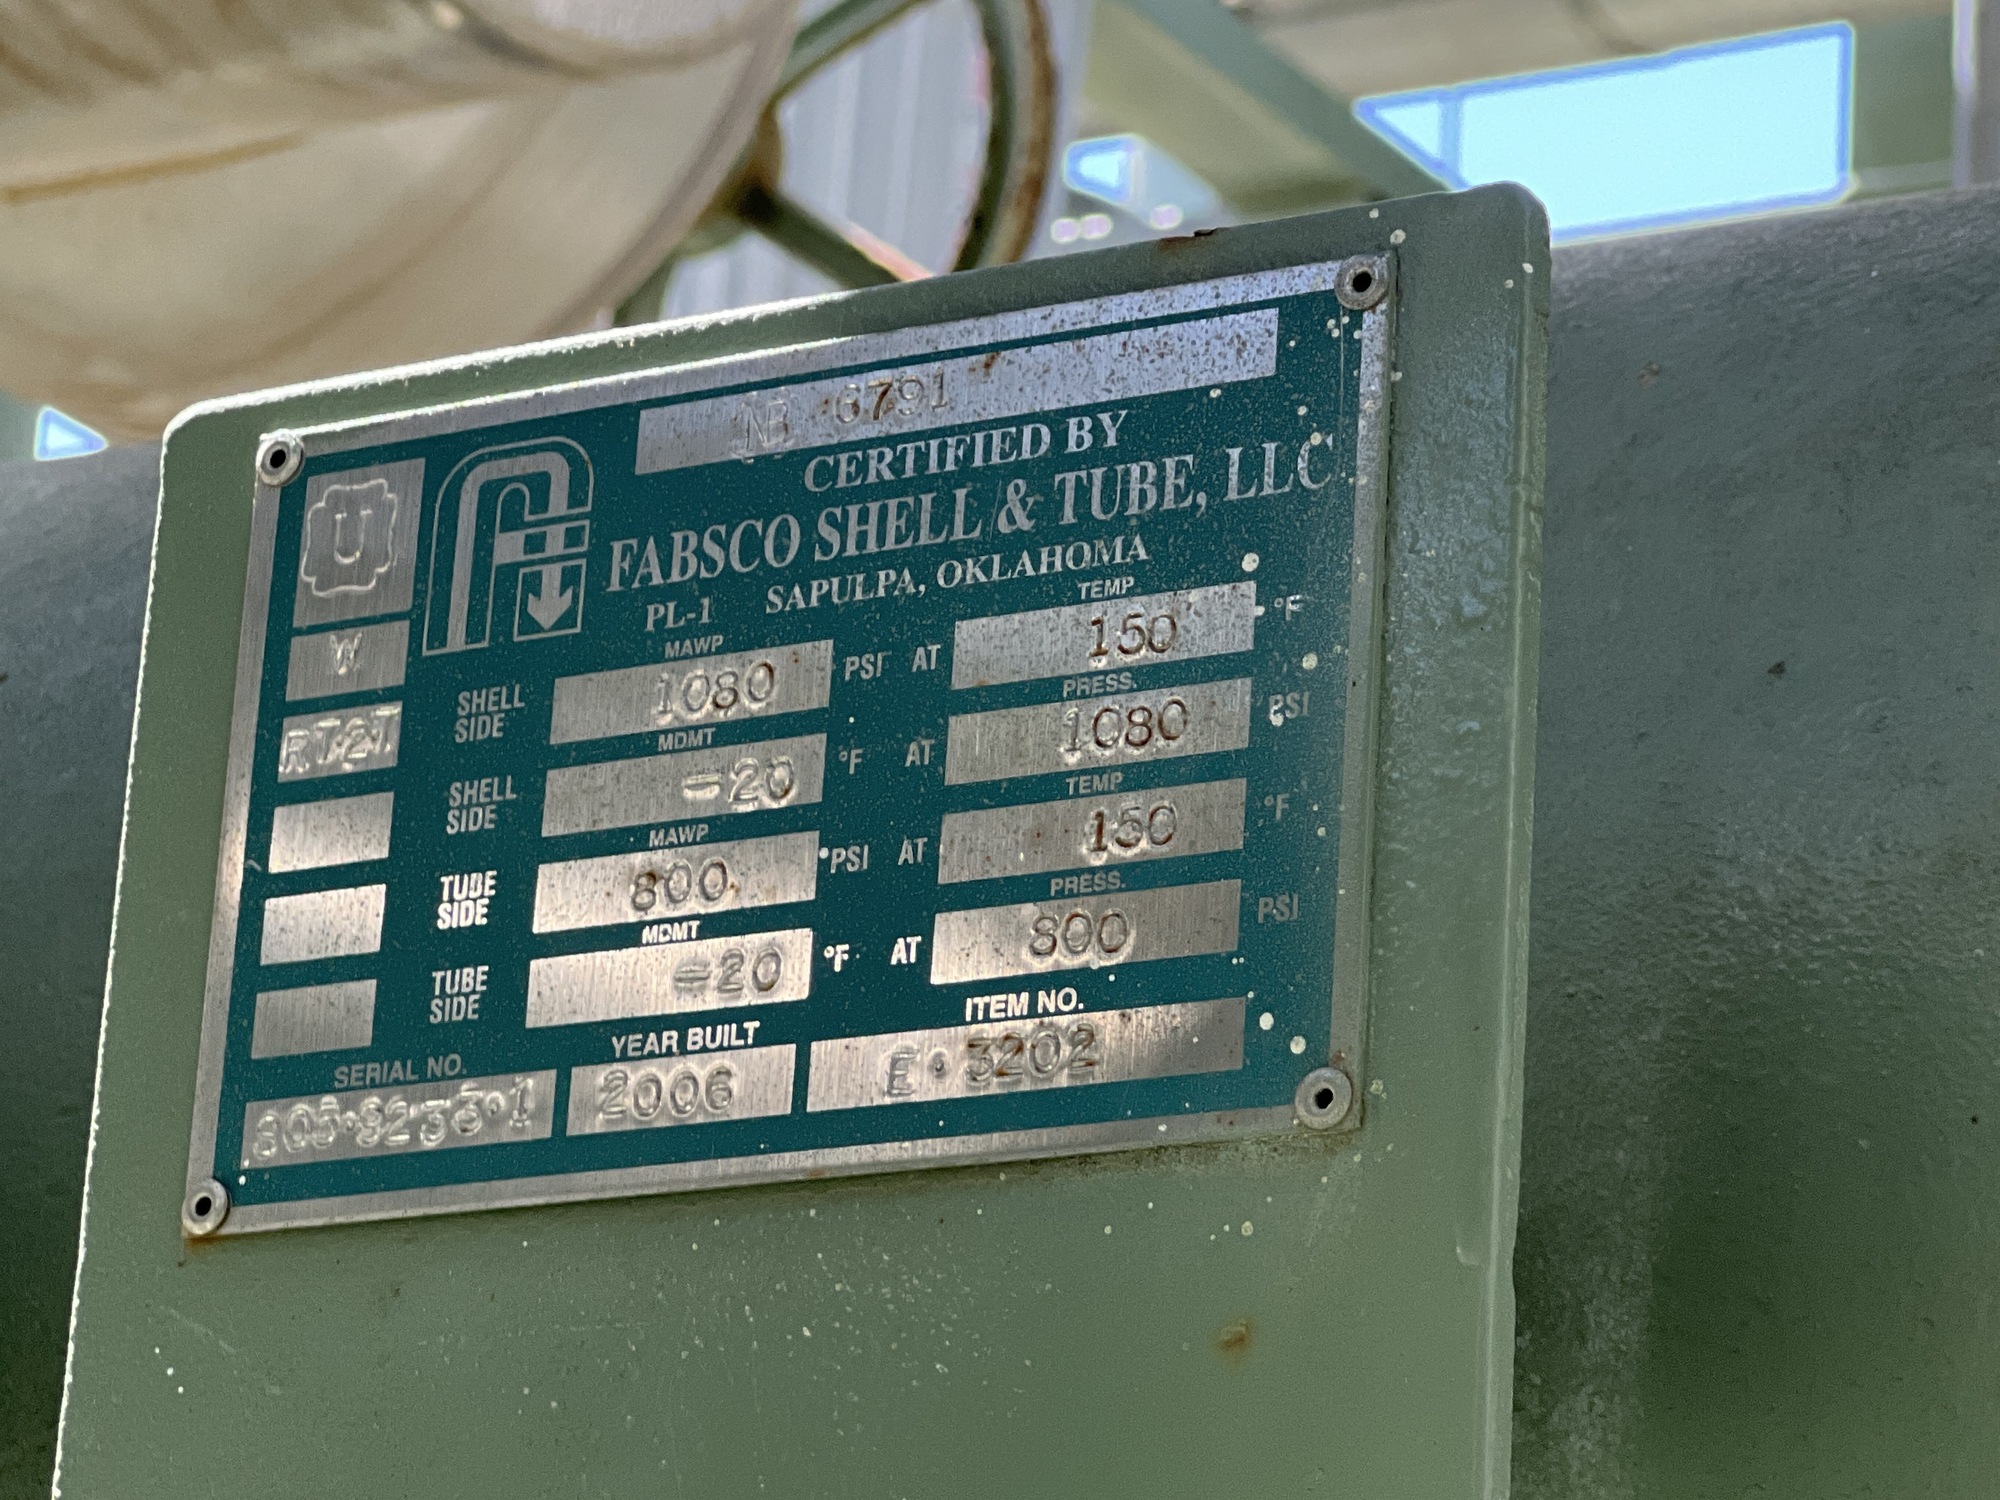 NB 6791
CERTIFIED BY
FABSCO SHELL & TUBE, LLC
SAPULPA, OKLAHOMA
PL-1
U
W
RT2T
MAWP TEMP
SHELL SIDE 1080 PSI AT 150 °F
MDMT PRESS.
SHELL SIDE -20 °F AT 1080 PSI
MAWP TEMP
TUBE SIDE 800 PSI AT 150 °F
MDMT PRESS.
TUBE SIDE -20 °F AT 800 PSI
SERIAL NO. YEAR BUILT ITEM NO.
2006 E·3202